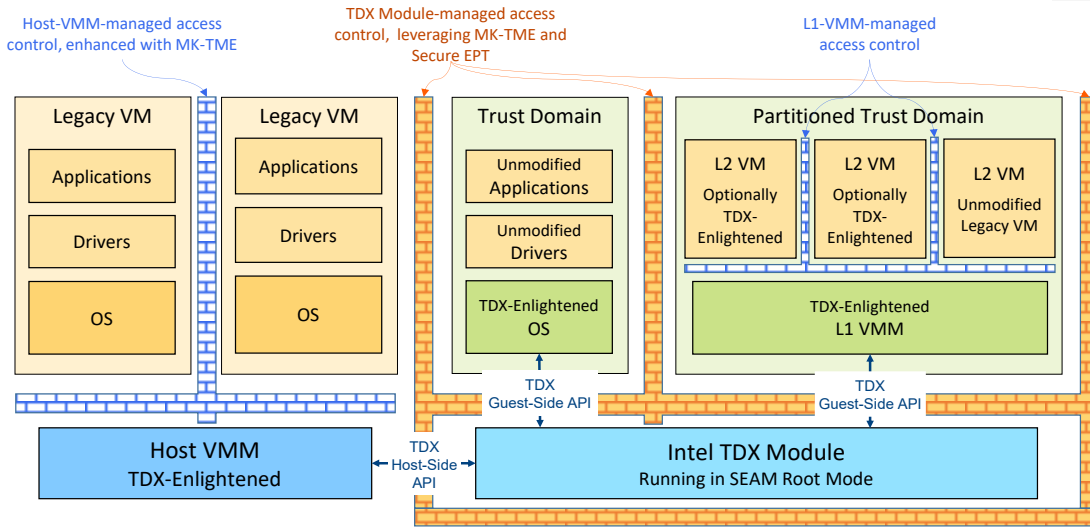 Host-VMM-managed access
control, enhanced with MK-TME
TDX Module-managed access
control, leveraging MK-TME and
Secure EPT
L1-VMM-managed
access control
Legacy VM
Applications
Drivers
OS
Legacy VM
Applications
Drivers
OS
Trust Domain
Unmodified
Applications
Unmodified
Drivers
TDX-Enlightened
OS
Partitioned Trust Domain
L2 VM
Optionally
TDX-
Enlightened
L2 VM
Optionally
TDX-
Enlightened
L2 VM
Unmodified
Legacy VM
TDX-Enlightened
L1 VMM
TDX
Guest-Side API
TDX
Guest-Side API
Host VMM
TDX-Enlightened
TDX
Host-Side
API
Intel TDX Module
Running in SEAM Root Mode